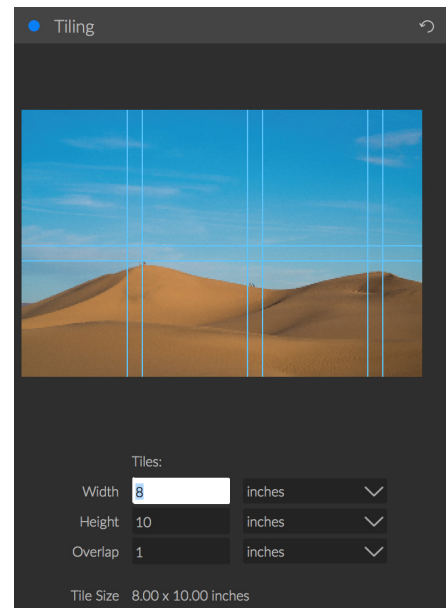 Tiling
Tiles:
Width 8 inches
Height 10 inches
Overlap 1 inches
Tile Size 8.00 x 10.00 inches